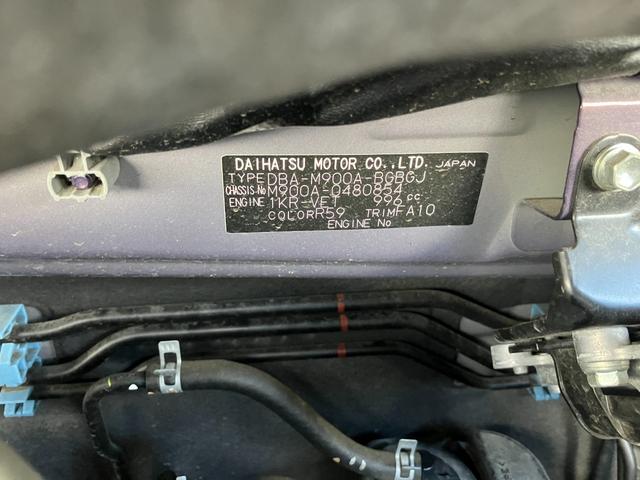 DAIHATSU MOTOR CO.,LTD. JAPAN
TYPE DBA-M900A-BGBGJ
CHASSIS-No M900A-0480854
ENGINE 1KR-VET 996 cc
COLOR R59 TRIM FA10
ENGINE No